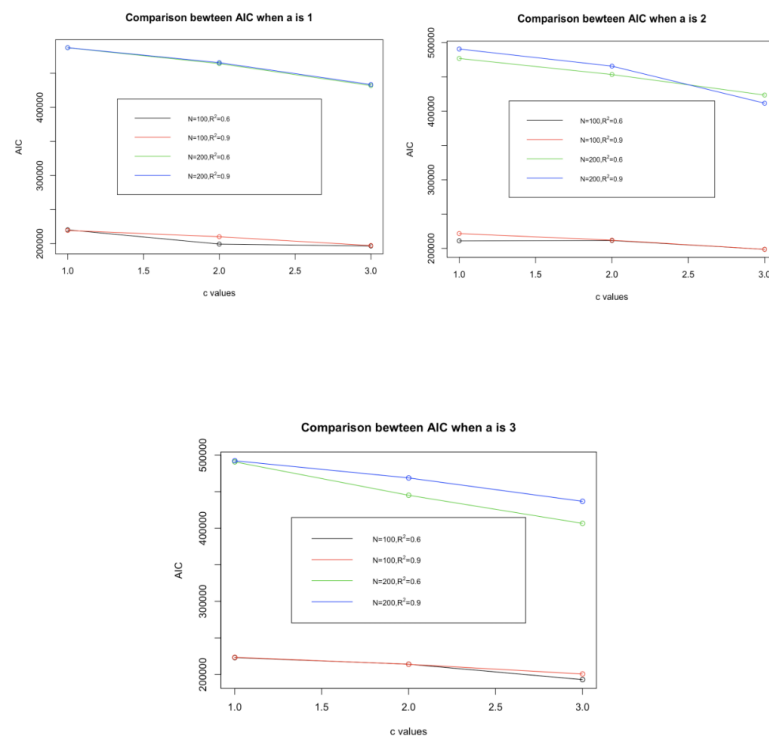 Comparison bewteen AIC when a is 1
AIC
400000
300000
200000
N=100,R²=0.6
N=100,R²=0.9
N=200,R²=0.6
N=200,R²=0.9
1.0 1.5 2.0 2.5 3.0
c values
Comparison bewteen AIC when a is 2
AIC
500000
400000
300000
200000
N=100,R²=0.6
N=100,R²=0.9
N=200,R²=0.6
N=200,R²=0.9
1.0 1.5 2.0 2.5 3.0
c values
Comparison bewteen AIC when a is 3
AIC
500000
400000
300000
200000
N=100,R²=0.6
N=100,R²=0.9
N=200,R²=0.6
N=200,R²=0.9
1.0 1.5 2.0 2.5 3.0
c values